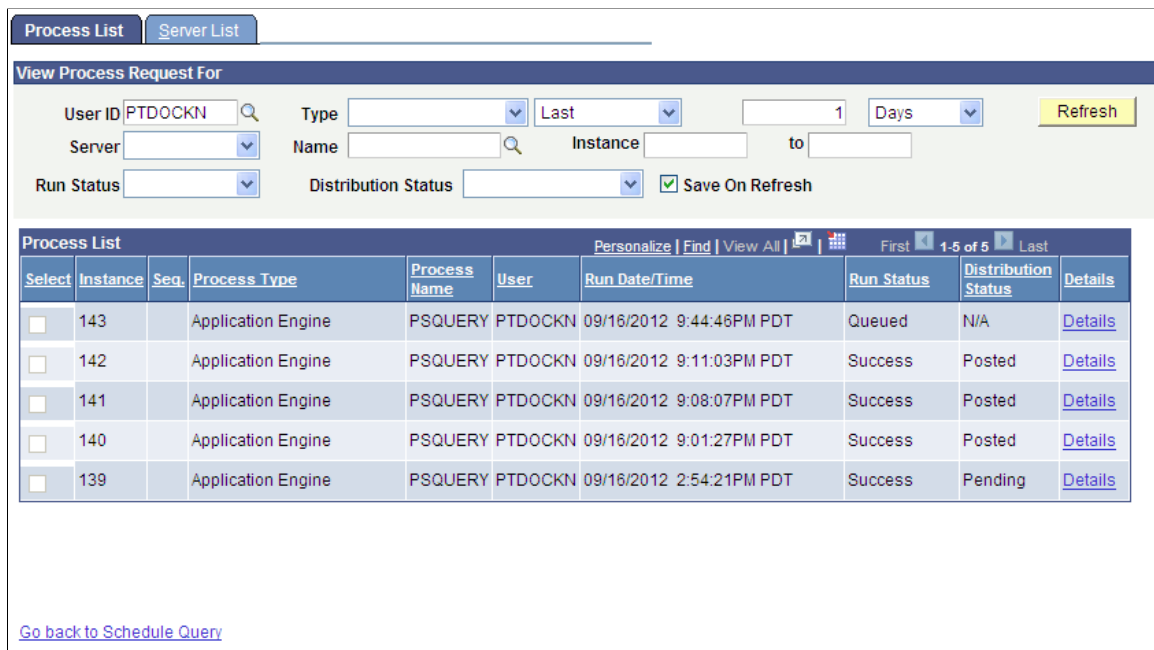 Process List Server List
View Process Request For
User ID PTDOCKN Type Last 1 Days Refresh
Server Name Instance to
Run Status Distribution Status Save On Refresh
Process List Personalize | Find | View All | | First 1-5 of 5 Last
Select Instance Seq. Process Type Process Name User Run Date/Time Run Status Distribution Status Details
143 Application Engine PSQUERY PTDOCKN 09/16/2012 9:44:46PM PDT Queued N/A Details
142 Application Engine PSQUERY PTDOCKN 09/16/2012 9:11:03PM PDT Success Posted Details
141 Application Engine PSQUERY PTDOCKN 09/16/2012 9:08:07PM PDT Success Posted Details
140 Application Engine PSQUERY PTDOCKN 09/16/2012 9:01:27PM PDT Success Posted Details
139 Application Engine PSQUERY PTDOCKN 09/16/2012 2:54:21PM PDT Success Pending Details
Go back to Schedule Query